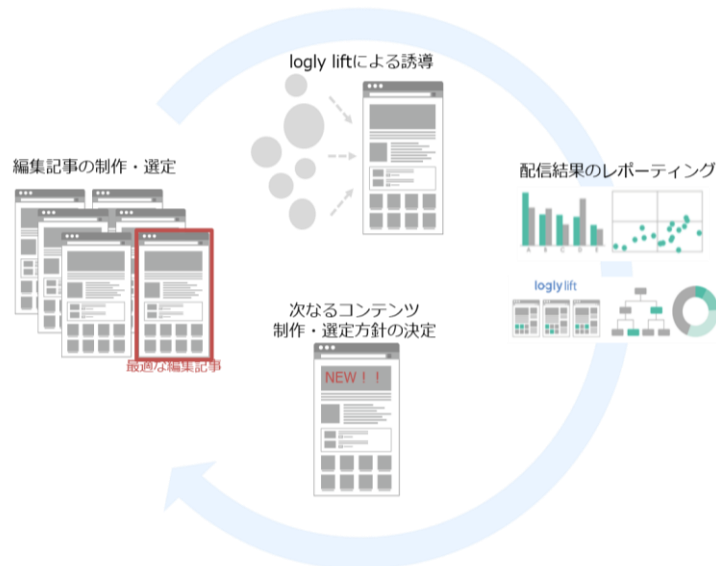 logly liftによる誘導
編集記事の制作・選定
最適な編集記事
配信結果のレポーティング
A B C D E
logly lift
次なるコンテンツ
制作・選定方針の決定
NEW！！